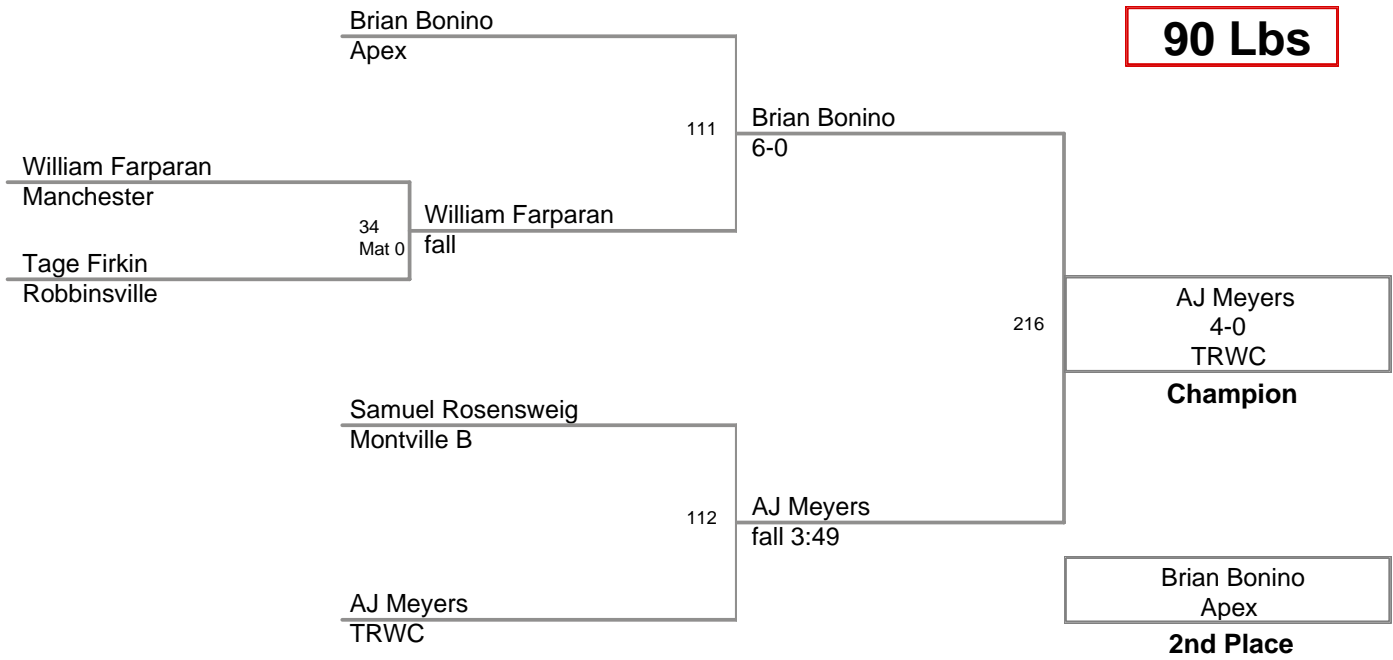 Brian Bonino
Apex
90 Lbs
111
Brian Bonino
6-0
William Farparan
Manchester
34
Mat 0
William Farparan
fall
Tage Firkin
Robbinsville
216
AJ Meyers
4-0
TRWC
Champion
Samuel Rosensweig
Montville B
112
AJ Meyers
fall 3:49
AJ Meyers
TRWC
Brian Bonino
Apex
2nd Place